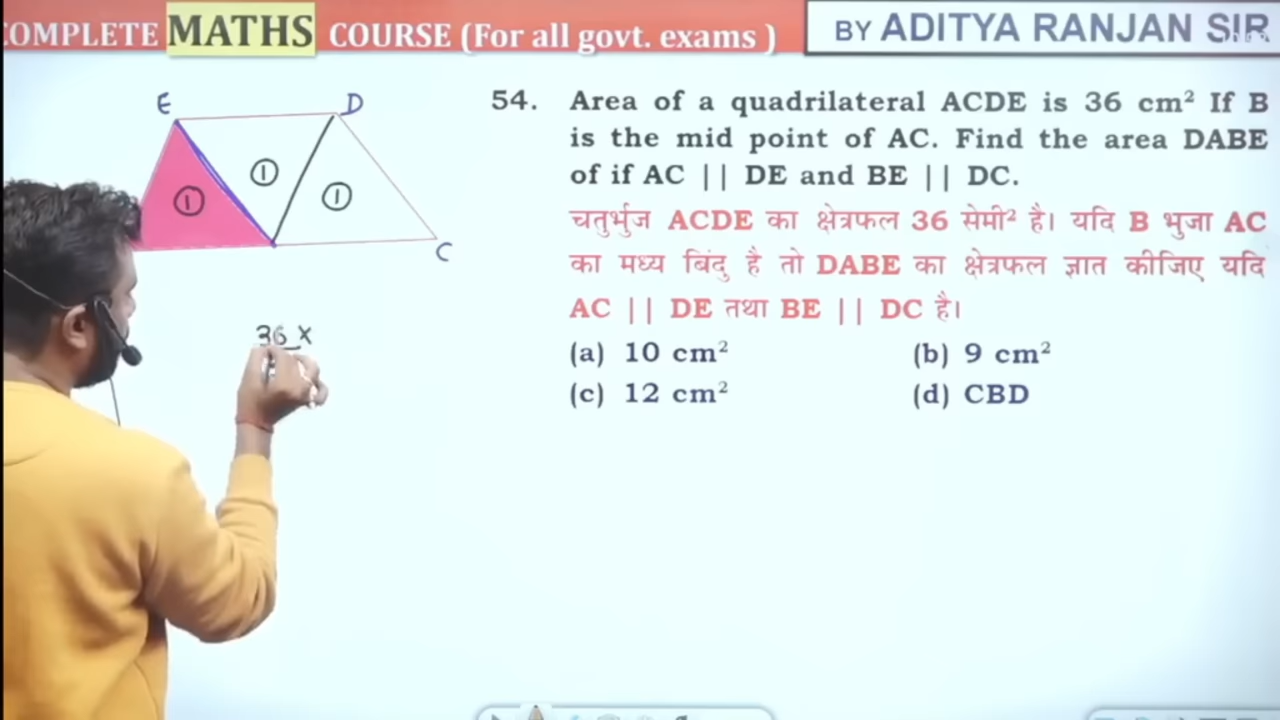 COMPLETE MATHS COURSE (For all govt. exams )
BY ADITYA RANJAN SIR
E
D
54. Area of a quadrilateral ACDE is 36 cm² If B
is the mid point of AC. Find the area DABE
of if AC || DE and BE || DC.
चतुर्भुज ACDE का क्षेत्रफल 36 सेमी² है। यदि B भुजा AC
का मध्य बिंदु है तो DABE का क्षेत्रफल ज्ञात कीजिए यदि
AC || DE तथा BE || DC है।
(a) 10 cm² (b) 9 cm²
(c) 12 cm² (d) CBD
① ① ①
C
36 x